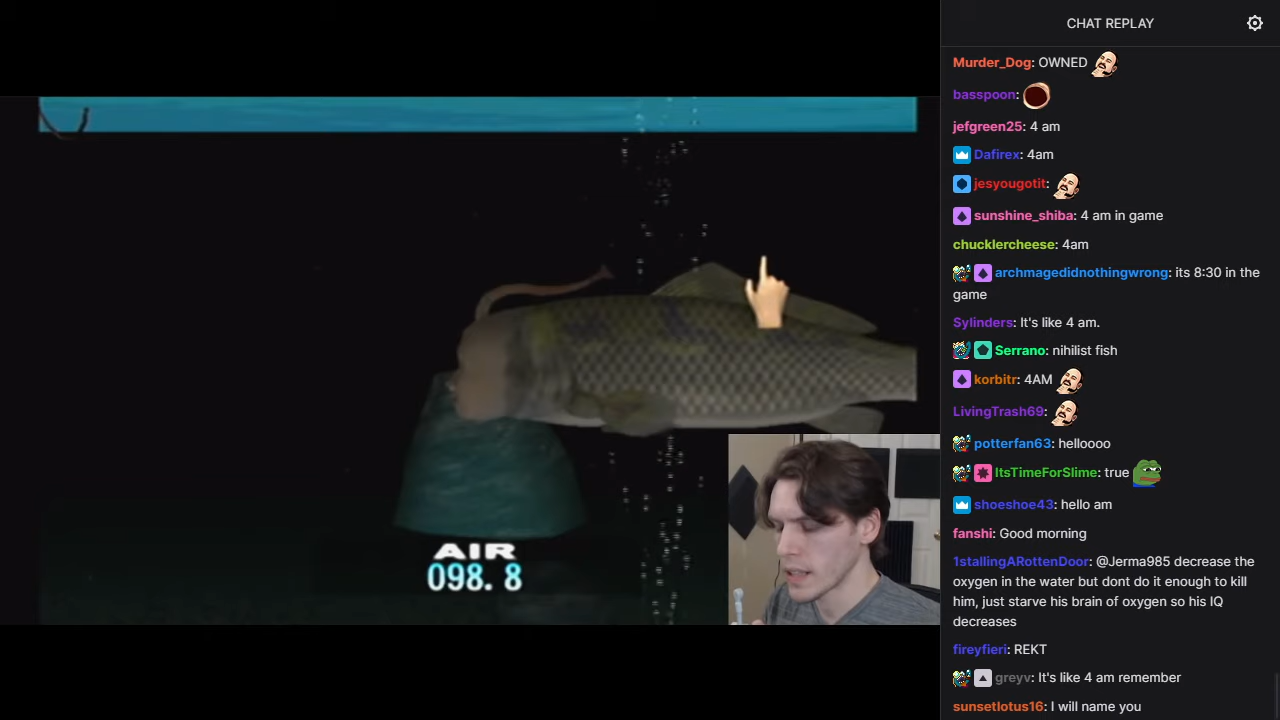 CHAT REPLAY
Murder_Dog: OWNED
basspoon:
jefgreen25: 4 am
Dafirex: 4am
jesyougotit:
sunshine_shiba: 4 am in game
chucklercheese: 4am
archmagedidnothingwrong: its 8:30 in the
game
Sylinders: It's like 4 am.
Serrano: nihilist fish
korbitr: 4AM
LivingTrash69:
potterfan63: helloooo
ItsTimeForSlime: true
shoeshoe43: hello am
fanshi: Good morning
1stallingARottenDoor: @Jerma985 decrease the
oxygen in the water but dont do it enough to kill
him, just starve his brain of oxygen so his IQ
decreases
fireyfieri: REKT
greyv: It's like 4 am remember
sunsetlotus16: I will name you
AIR
098. 8